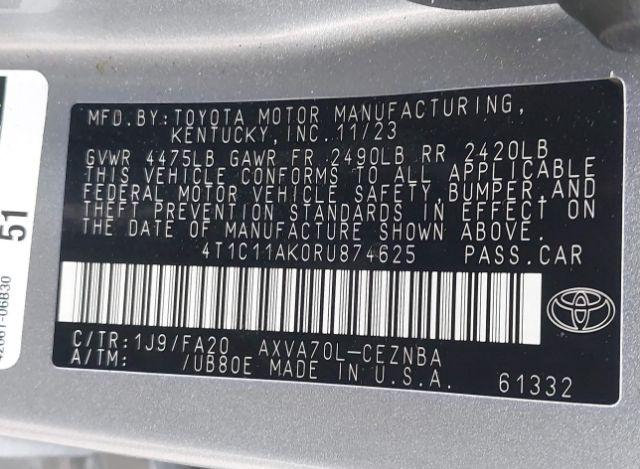 MFD.BY:TOYOTA MOTOR MANUFACTURING,
KENTUCKY,INC.11/23
GVWR 4475LB GAWR FR 2490LB RR 2420LB
THIS VEHICLE CONFORMS TO ALL APPLICABLE
FEDERAL MOTOR VEHICLE SAFETY,BUMPER,AND
THEFT PREVENTION STANDARDS IN EFFECT ON
THE DATE OF MANUFACTURE SHOWN ABOVE.
4T1C11AK0RU874625 PASS.CAR
C/TR:1J9/FA20 AXVA70L-CEZNBA
A/TM: /UB80E MADE IN U.S.A. 61332
51
42661-06B30